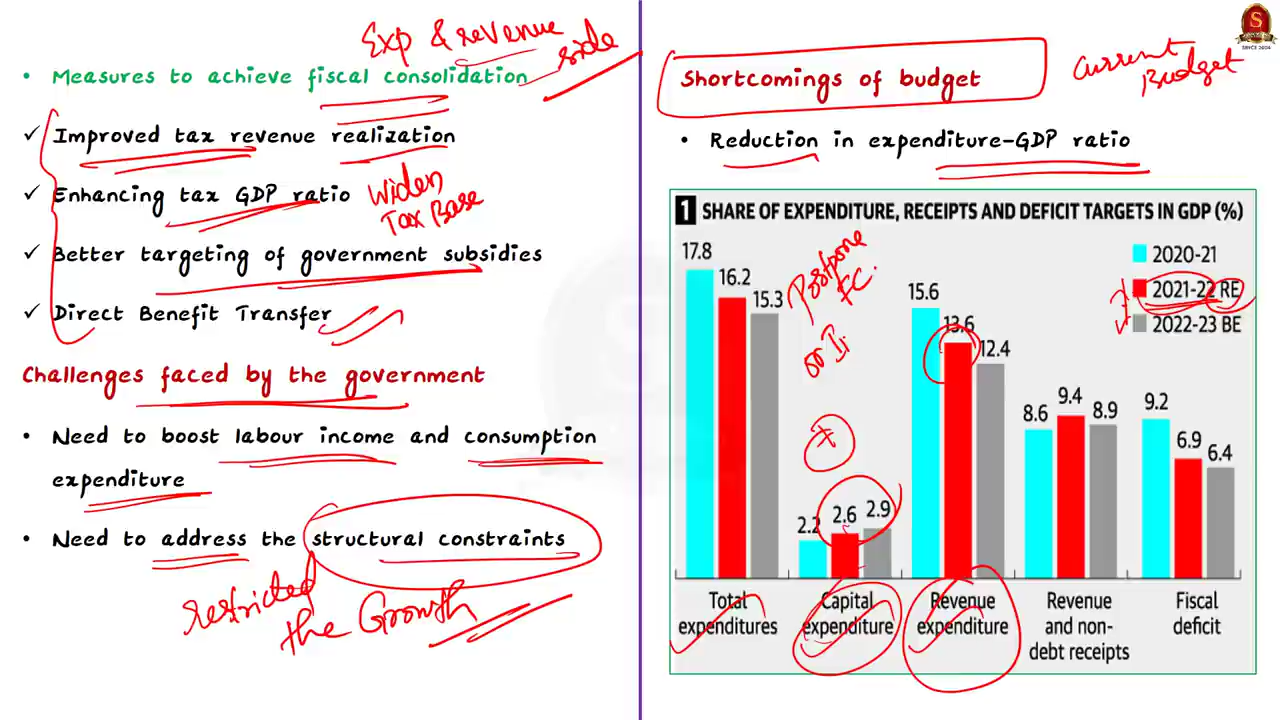 Exp & revenue side
• Measures to achieve fiscal consolidation
✓ Improved tax revenue realization
✓ Enhancing tax GDP ratio
Widen
Tax Base
✓ Better targeting of government subsidies
✓ Direct Benefit Transfer
Challenges faced by the government
• Need to boost labour income and consumption
expenditure
• Need to address the structural constraints
restricted
the Growth
S
SINCE 2004
Shortcomings of budget
Current
Budget
• Reduction in expenditure-GDP ratio
1 SHARE OF EXPENDITURE, RECEIPTS AND DEFICIT TARGETS IN GDP (%)
2020-21
2021-22 RE
2022-23 BE
Postpone
FC.
or
17.8
16.2
15.3
2.2
2.6
2.9
15.6
13.6
12.4
8.6
9.4
8.9
9.2
6.9
6.4
Total
expenditures
Capital
expenditure
Revenue
expenditure
Revenue
and non-
debt receipts
Fiscal
deficit